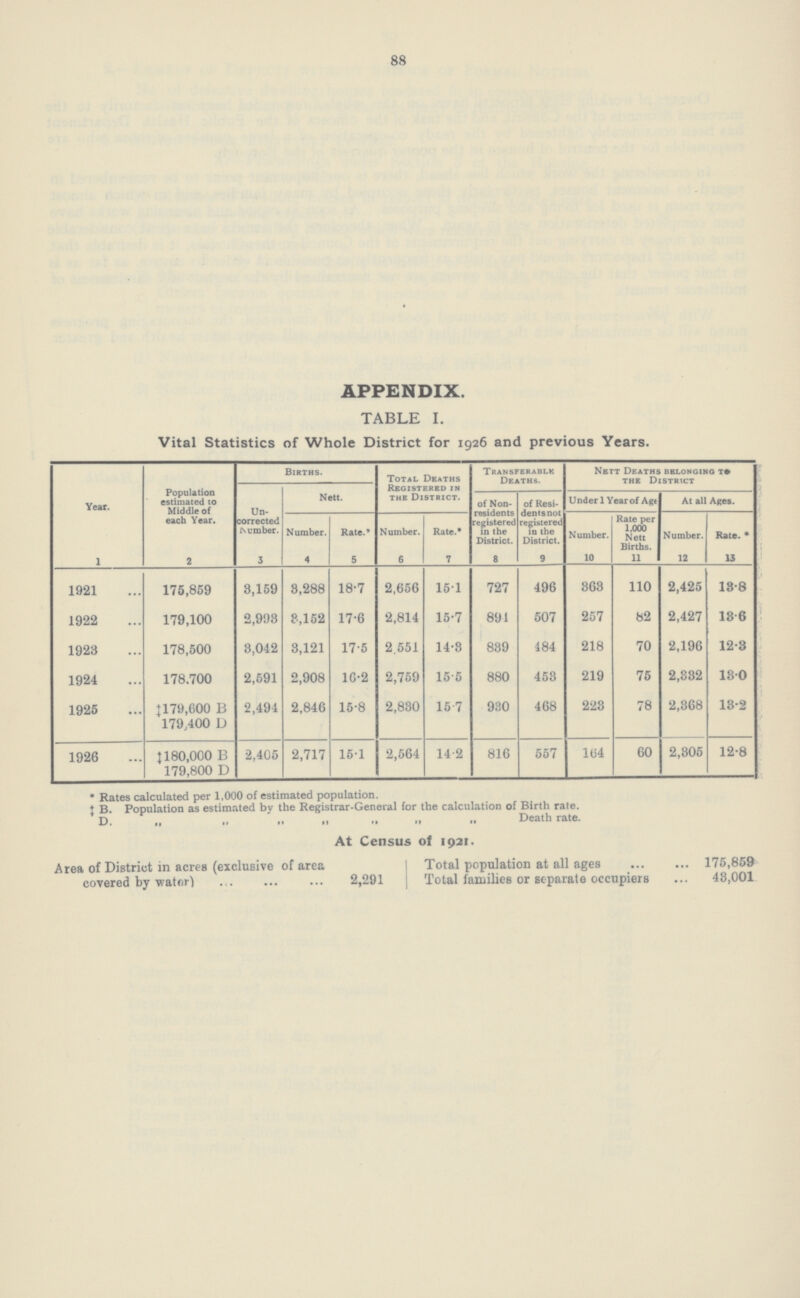 88
APPENDIX.
TABLE I.
Vital Statistics of Whole District for 1926 and previous Years.
Year. Population estimated to Middle of each Year. BIRTHS. TOTAL DEATHS REGISTERED IN THE DISTRICT. TRANSFERABLE DEATHS. NETT DEATHS BELONGING TO THE DISTRICT
Uncorrected Number. Nett. of Non-residents registered in the District. of Residents not registered in the District. Under 1 Year of Age At all Ages.
Number. Rate.* Number. Rate.* Number. Rate per 1,000 Nett Births. Number. Rate. *
1 2 3 4 5 6 7 8 9 10 11 12 13
1921 ... 175,859 3,159 3,288 18·7 2,656 15·1 727 496 363 110 2,425 13·8
1922 ... 179,100 2,993 3,152 17·6 2,814 15·7 894 507 257 82 2,427 13·6
1923 ... 178,500 3,042 3,121 17·5 2,551 14·3 839 484 218 70 2,196 12·3
1924 ... 178.700 2,591 2,908 16·2 2,759 15·5 880 453 219 75 2,332 13·0
1925 ... ‡179,600 B 2,494 2,846 15·8 2,830 15·7 930 468 223 78 2,368 13·2
179,400 D
1926 ... ‡180,000 B 2,405 2,717 15·1 2,564 14·2 816 557 164 60 2,305 12·8
179,800 D
* Rates calculated per 1,000 of estimated population.
‡ B. Population as estimated by the Registrar-General for the calculation of Birth rate.
D. „ „ „ „ „ „ „ Death rate.
At Census of 1921.
Area of District in acres (exclusive of area
covered by water) ... ... ... 2,291
Total population at all ages ... ... 175,859
Total families or separate occupiers ... 43,001